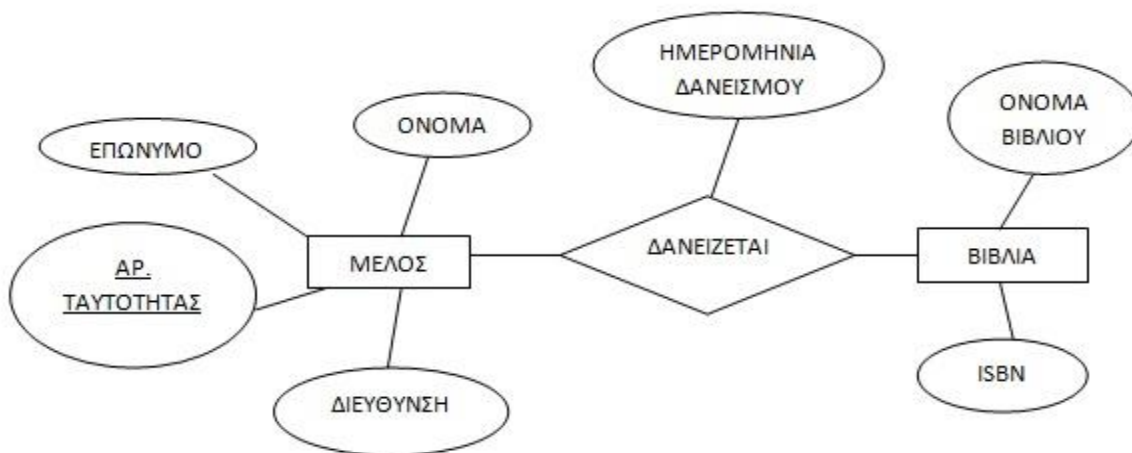 ΗΜΕΡΟΜΗΝΙΑ
ΔΑΝΕΙΣΜΟΥ
ΟΝΟΜΑ
ΒΙΒΛΙΟΥ
ΟΝΟΜΑ
ΕΠΩΝΥΜΟ
ΜΕΛΟΣ
ΔΑΝΕΙΖΕΤΑΙ
ΒΙΒΛΙΑ
ΑΡ.
ΤΑΥΤΟΤΗΤΑΣ
ΔΙΕΥΘΥΝΣΗ
ISBN